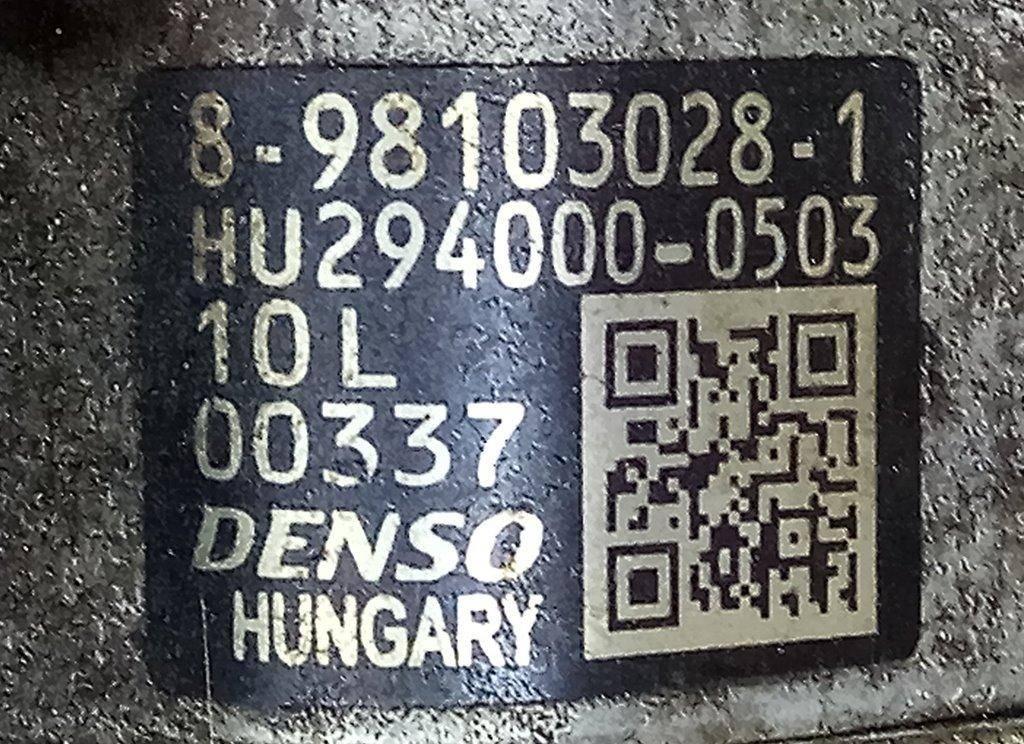 8-98103028-1
HU294000-0503
10L
00337
DENSO
HUNGARY